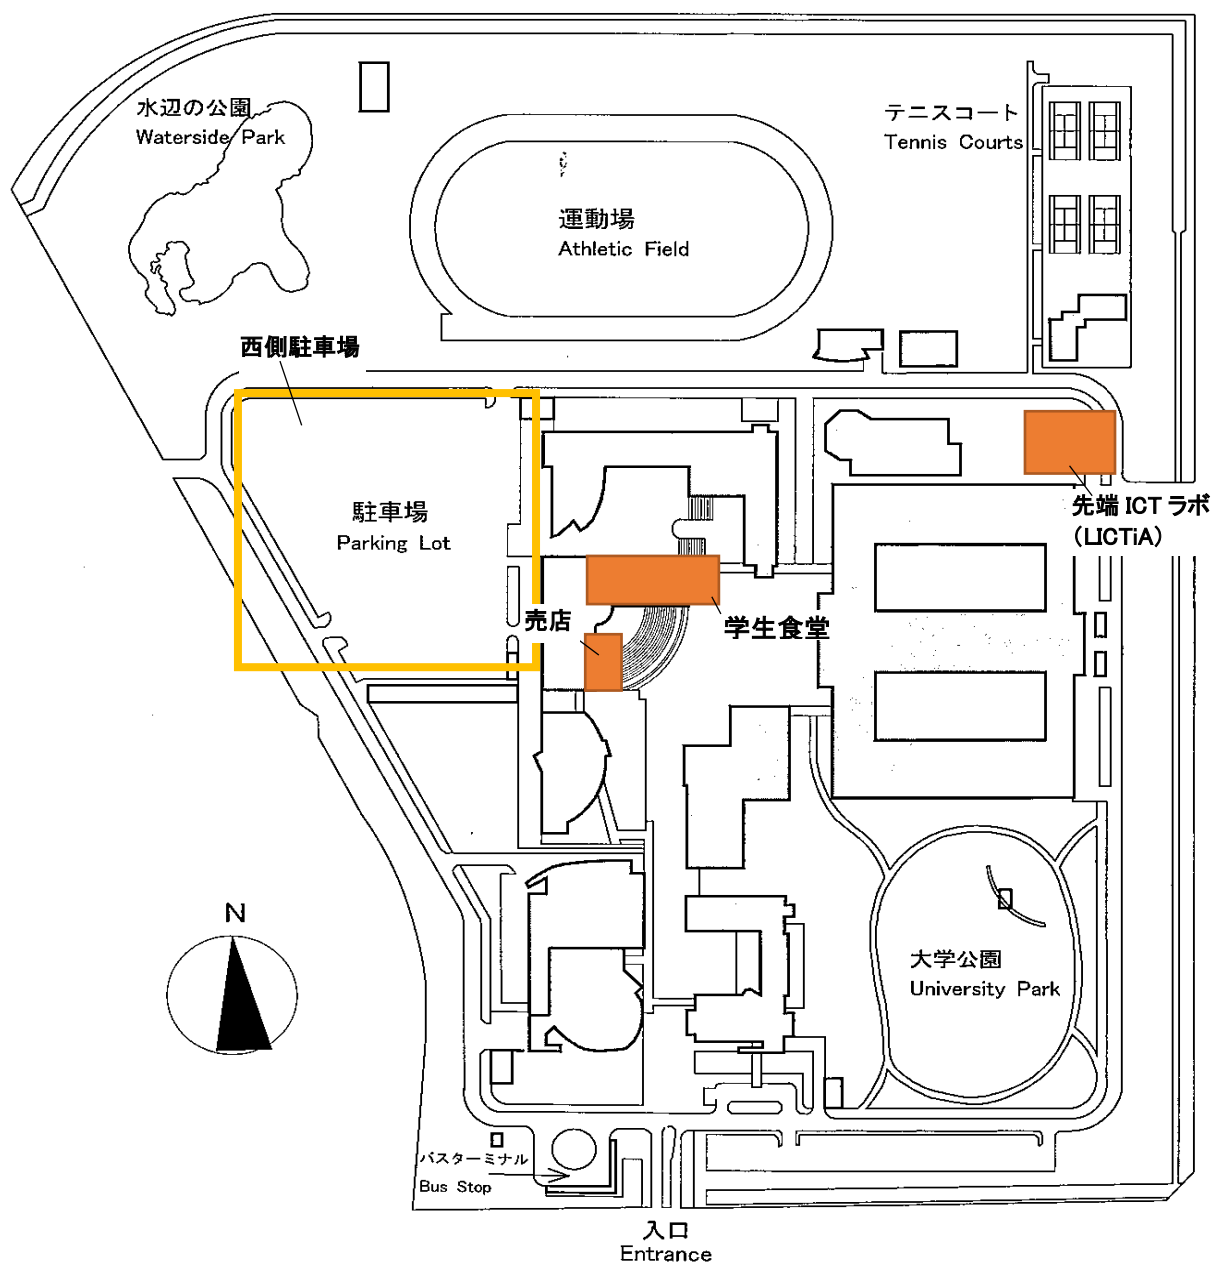 水辺の公園
Waterside Park
テニスコート
Tennis Courts
運動場
Athletic Field
西側駐車場
駐車場
Parking Lot
先端ICTラボ
(LICTiA)
売店
学生食堂
N
大学公園
University Park
バスターミナル
Bus Stop
入口
Entrance